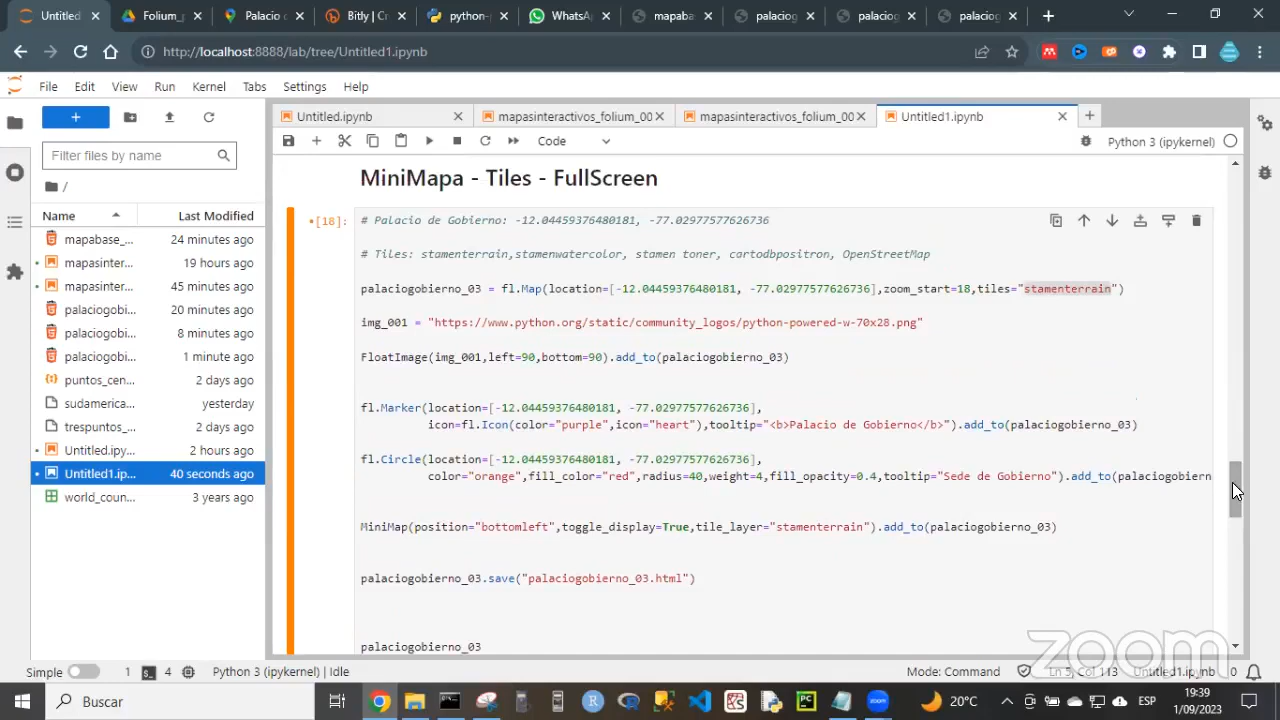 Untitled
Folium_
Palacio d
Bitly | C
python-
WhatsA
mapaba
palaciog
palaciog
palaciog
http://localhost:8888/lab/tree/Untitled1.ipynb
File Edit View Run Kernel Tabs Settings Help
Untitled.ipynb
mapasinteractivos_folium_00
mapasinteractivos_folium_00
Untitled1.ipynb
Filter files by name
Code
Python 3 (ipykernel)
/
Name Last Modified
mapabase_... 24 minutes ago
mapasinter... 19 hours ago
mapasinter... 45 minutes ago
palaciogobi... 20 minutes ago
palaciogobi... 8 minutes ago
palaciogobi... 1 minute ago
puntos_cen... 2 days ago
sudamerica... yesterday
trespuntos_... 2 days ago
Untitled.ipy... 2 hours ago
Untitled1.ip... 40 seconds ago
world_coun... 3 years ago
MiniMapa - Tiles - FullScreen
[18]:
# Palacio de Gobierno: -12.04459376480181, -77.02977577626736
# Tiles: stamenterrain,stamenwatercolor, stamen toner, cartodbpositron, OpenStreetMap
palaciogobierno_03 = fl.Map(location=[-12.04459376480181, -77.02977577626736],zoom_start=18,tiles="stamenterrain")
img_001 = "https://www.python.org/static/community_logos/python-powered-w-70x28.png"
FloatImage(img_001,left=90,bottom=90).add_to(palaciogobierno_03)
fl.Marker(location=[-12.04459376480181, -77.02977577626736],
icon=fl.Icon(color="purple",icon="heart"),tooltip="<b>Palacio de Gobierno</b>").add_to(palaciogobierno_03)
fl.Circle(location=[-12.04459376480181, -77.02977577626736],
color="orange",fill_color="red",radius=40,weight=4,fill_opacity=0.4,tooltip="Sede de Gobierno").add_to(palaciogobiern
MiniMap(position="bottomleft",toggle_display=True,tile_layer="stamenterrain").add_to(palaciogobierno_03)
palaciogobierno_03.save("palaciogobierno_03.html")
palaciogobierno_03
zoom
Simple 1 4 Python 3 (ipykernel) | Idle Mode: Command Ln 5, Col 113 Untitled1.ipynb 0
Buscar
20°C
ESP
19:39
1/09/2023